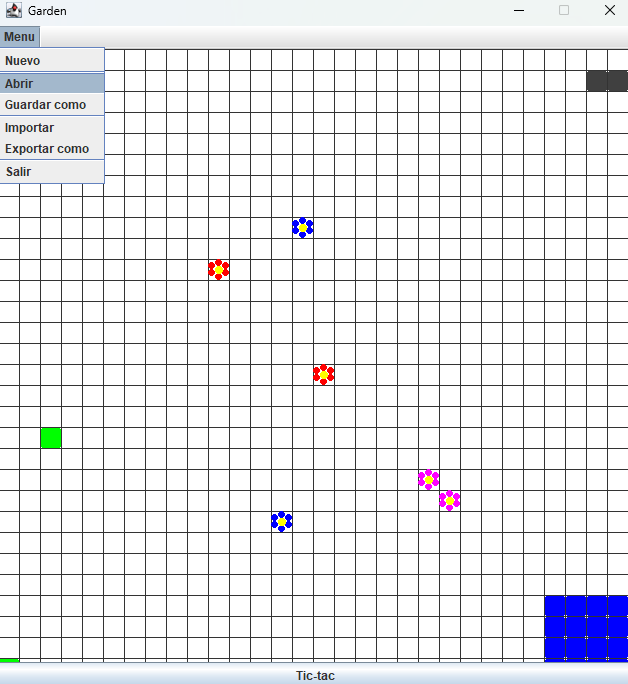 Garden
Menu
Nuevo
Abrir
Guardar como
Importar
Exportar como
Salir
Tic-tac